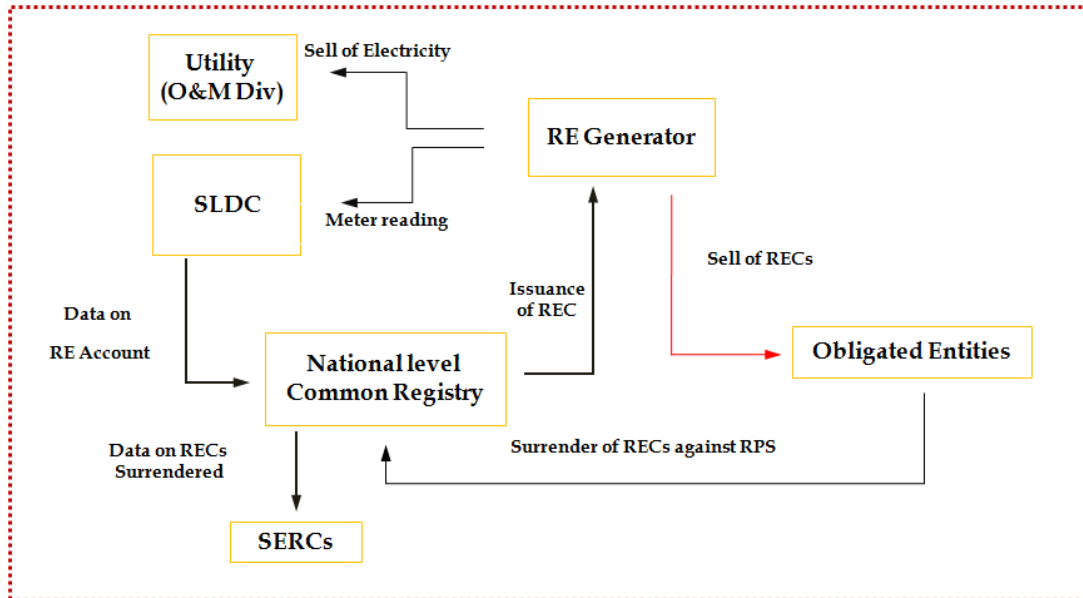 Utility
(O&M Div)
Sell of Electricity
RE Generator
SLDC
Meter reading
Sell of RECs
Issuance
of REC
Data on
RE Account
National level
Common Registry
Obligated Entities
Data on RECs
Surrendered
Surrender of RECs against RPS
SERCs